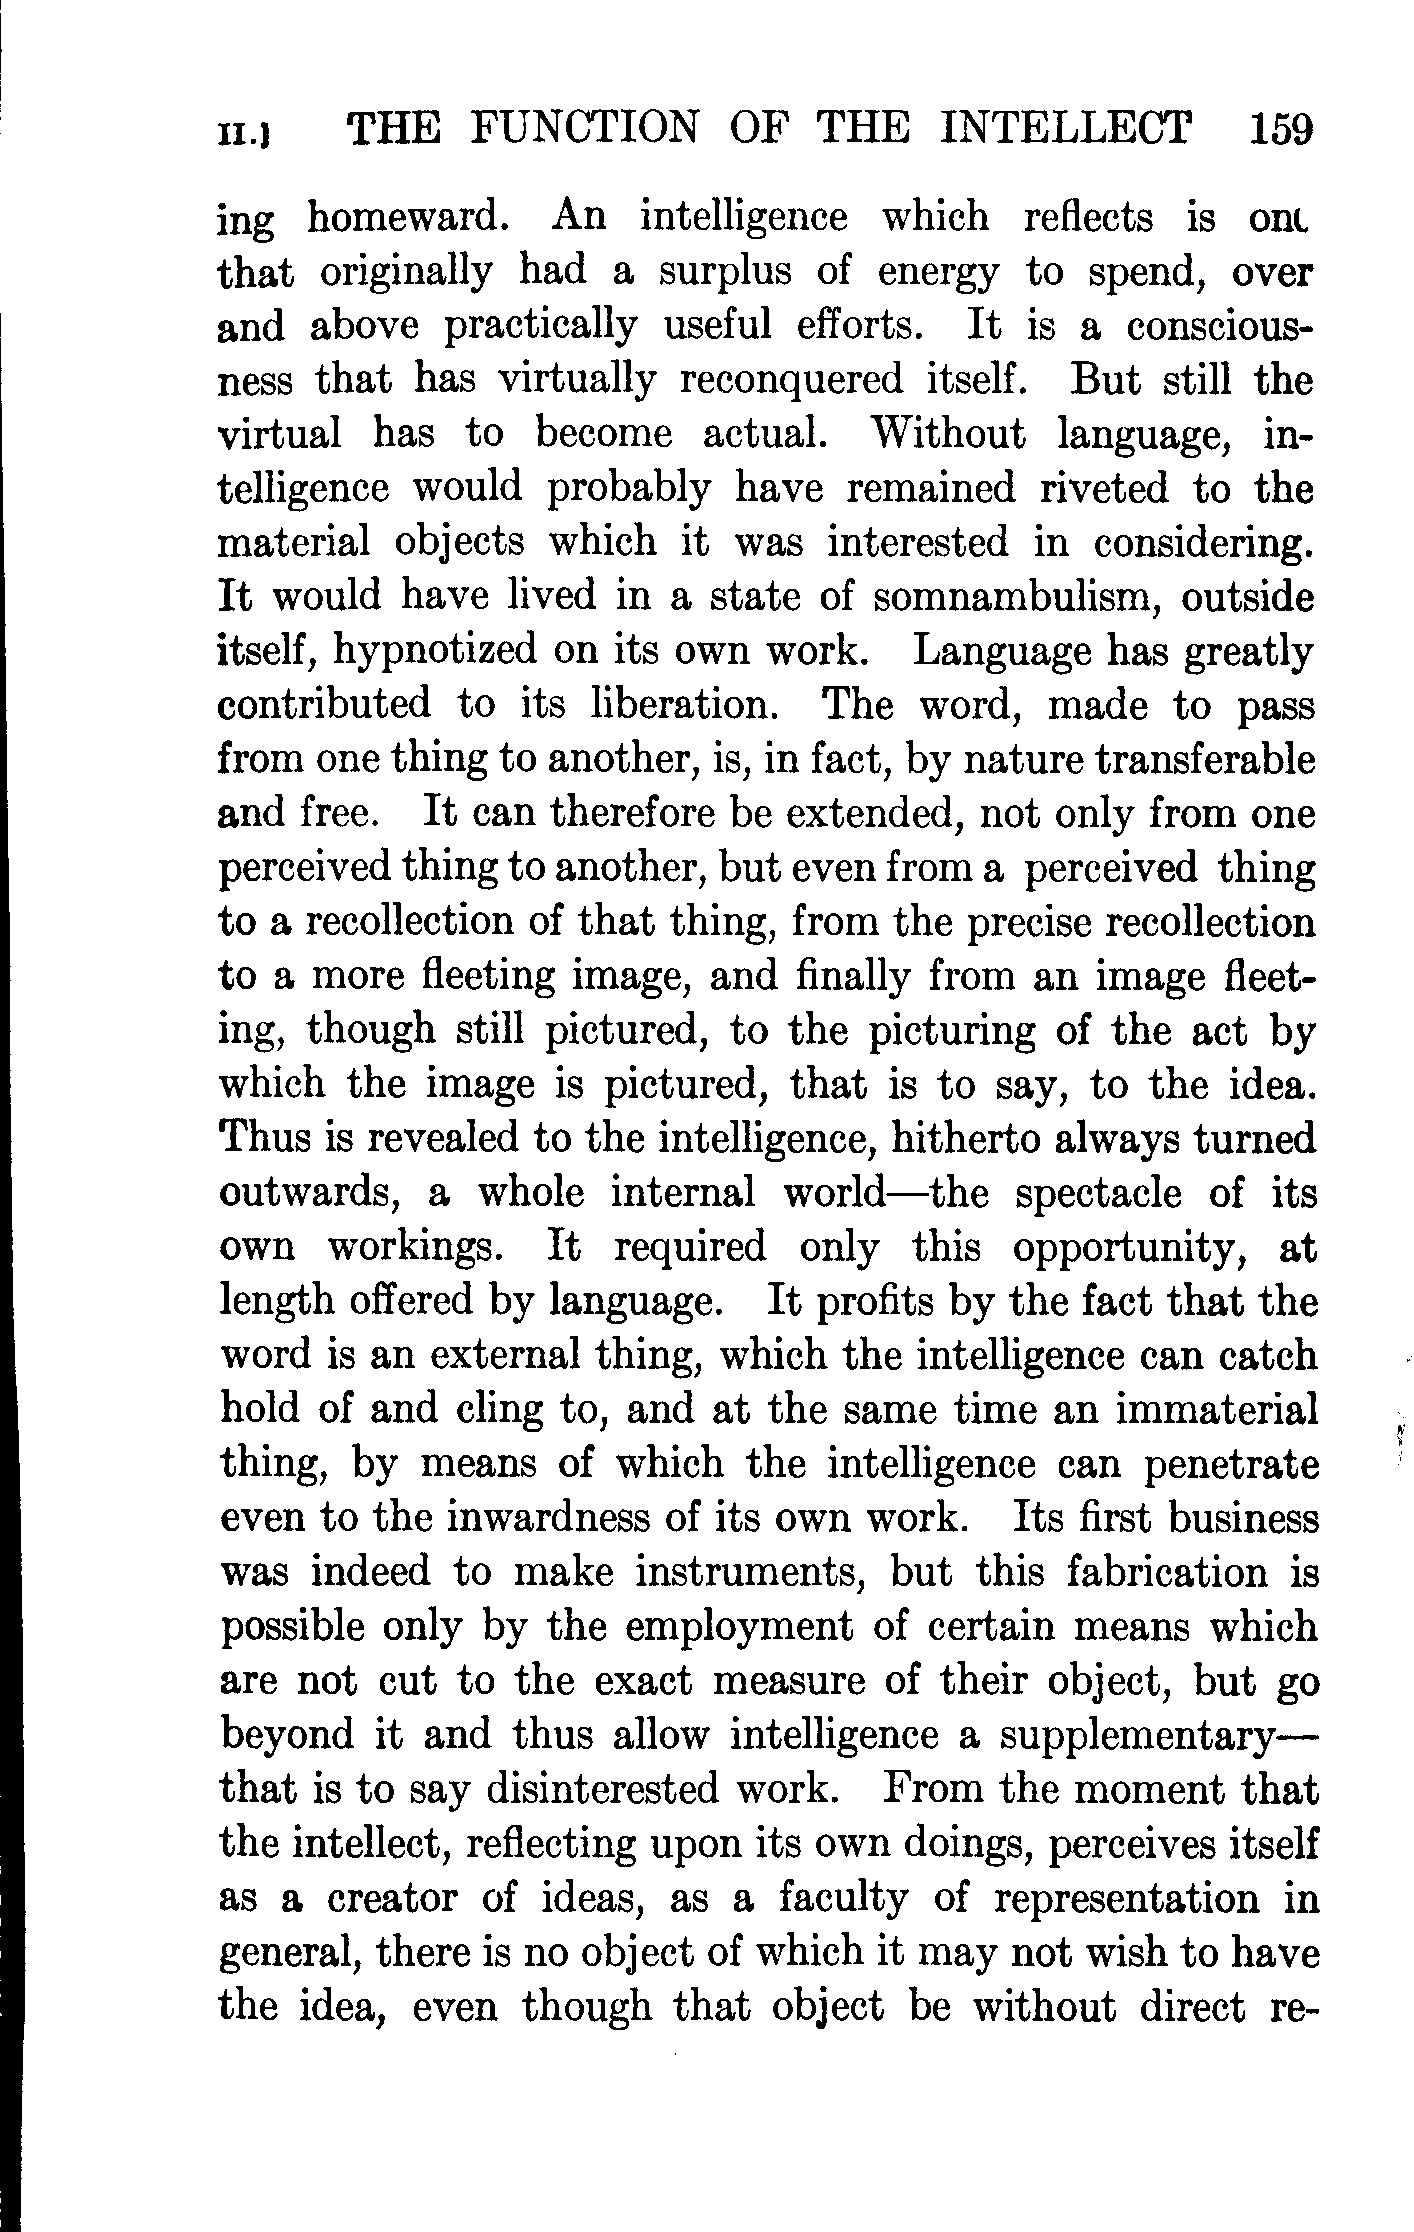 II.] THE FUNCTION OF THE INTELLECT 159
ing homeward. An intelligence which reflects is one
that originally had a surplus of energy to spend, over
and above practically useful efforts. It is a conscious-
ness that has virtually reconquered itself. But still the
virtual has to become actual. Without language, in-
telligence would probably have remained riveted to the
material objects which it was interested in considering.
It would have lived in a state of somnambulism, outside
itself, hypnotized on its own work. Language has greatly
contributed to its liberation. The word, made to pass
from one thing to another, is, in fact, by nature transferable
and free. It can therefore be extended, not only from one
perceived thing to another, but even from a perceived thing
to a recollection of that thing, from the precise recollection
to a more fleeting image, and finally from an image fleet-
ing, though still pictured, to the picturing of the act by
which the image is pictured, that is to say, to the idea.
Thus is revealed to the intelligence, hitherto always turned
outwards, a whole internal world—the spectacle of its
own workings. It required only this opportunity, at
length offered by language. It profits by the fact that the
word is an external thing, which the intelligence can catch
hold of and cling to, and at the same time an immaterial
thing, by means of which the intelligence can penetrate
even to the inwardness of its own work. Its first business
was indeed to make instruments, but this fabrication is
possible only by the employment of certain means which
are not cut to the exact measure of their object, but go
beyond it and thus allow intelligence a supplementary—
that is to say disinterested work. From the moment that
the intellect, reflecting upon its own doings, perceives itself
as a creator of ideas, as a faculty of representation in
general, there is no object of which it may not wish to have
the idea, even though that object be without direct re-